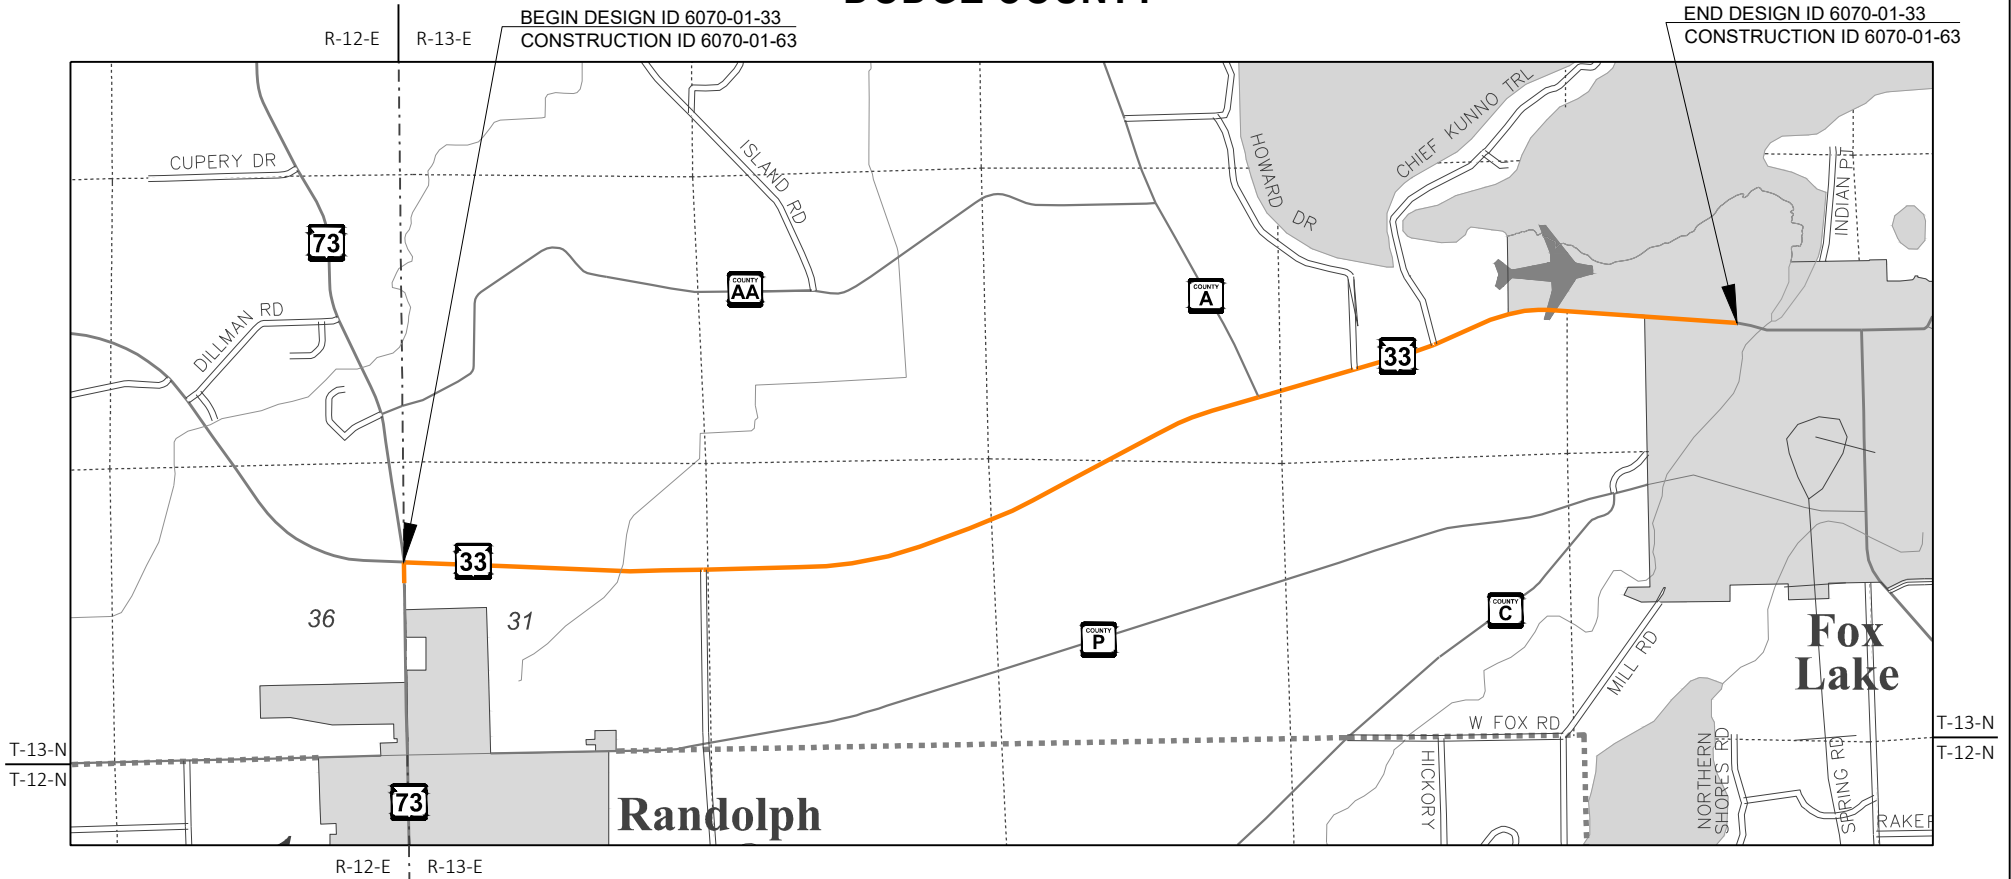 DODGE COUNTY
BEGIN DESIGN ID 6070-01-33
CONSTRUCTION ID 6070-01-63
END DESIGN ID 6070-01-33
CONSTRUCTION ID 6070-01-63
R-12-E
R-13-E
CUPERY DR
73
DILLMAN RD
ISLAND RD
COUNTY
AA
COUNTY
A
HOWARD DR
CHIEF KUNNO TRL
INDIAN PT
33
33
36
31
COUNTY
P
COUNTY
C
MILL RD
Fox
Lake
W FOX RD
HICKORY
NORTHERN
SHORES RD
SPRING RD
T-13-N
T-12-N
T-13-N
T-12-N
73
Randolph
R-12-E
R-13-E